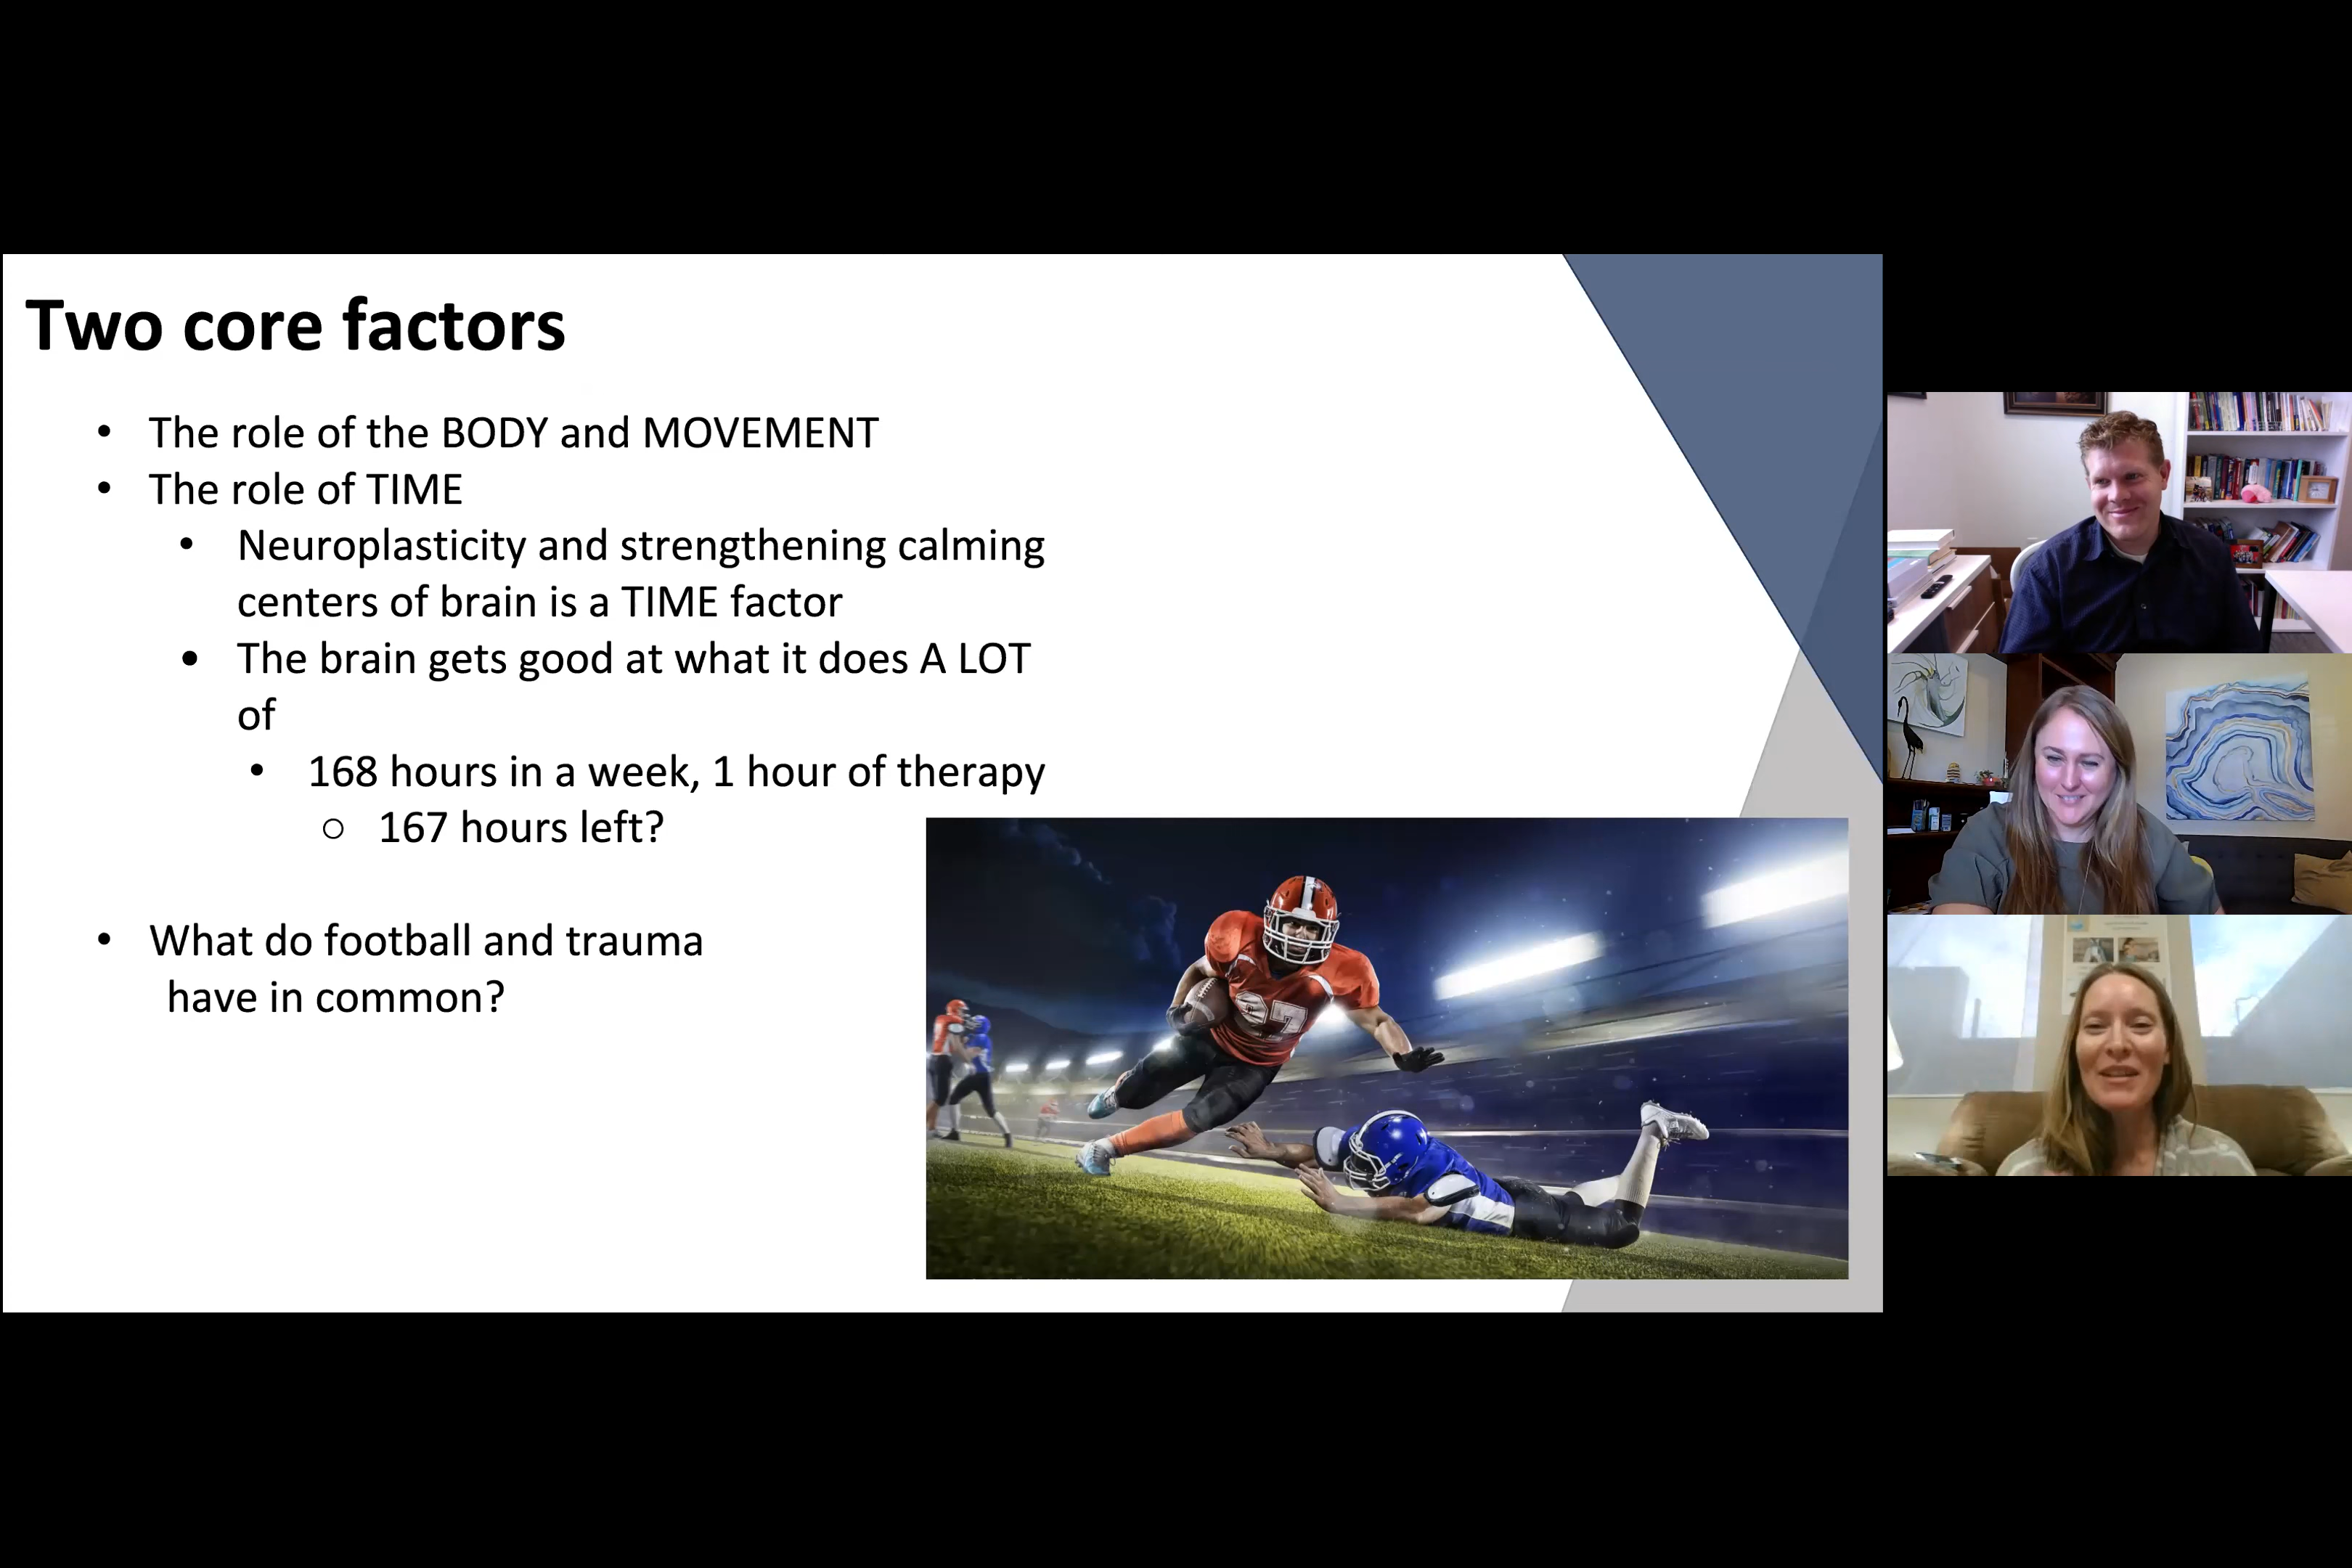 Two core factors
• The role of the BODY and MOVEMENT
• The role of TIME
• Neuroplasticity and strengthening calming
centers of brain is a TIME factor
• The brain gets good at what it does A LOT
of
• 168 hours in a week, 1 hour of therapy
○ 167 hours left?
• What do football and trauma
have in common?